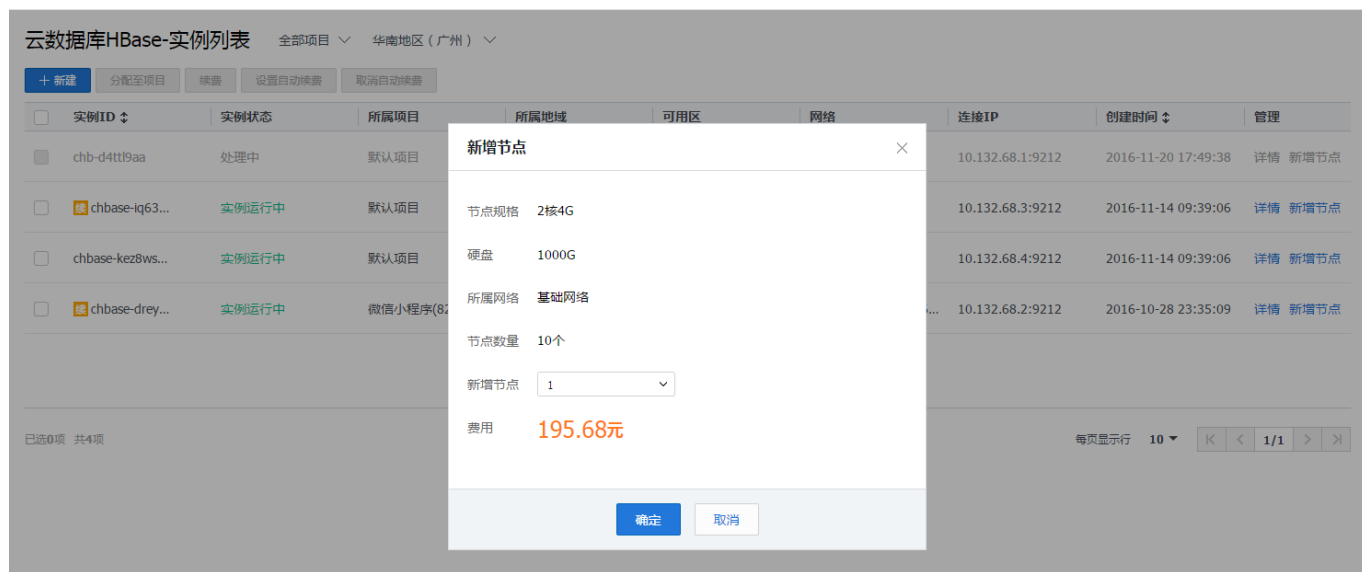 云数据库HBase-实例列表 全部项目 华南地区(广州)
+ 新建 分配至项目 续费 设置自动续费 取消自动续费
实例ID 实例状态 所属项目 所属地域 可用区 网络 连接IP 创建时间 管理
新增节点
chb-d4ttl9aa 处理中 默认项目 10.132.68.1:9212 2016-11-20 17:49:38 详情 新增节点
续 chbase-iq63... 实例运行中 默认项目 10.132.68.3:9212 2016-11-14 09:39:06 详情 新增节点
节点规格 2核4G
硬盘 1000G
chbase-kez8ws... 实例运行中 默认项目 10.132.68.4:9212 2016-11-14 09:39:06 详情 新增节点
所属网络 基础网络
续 chbase-drey... 实例运行中 微信小程序(82 ... 10.132.68.2:9212 2016-10-28 23:35:09 详情 新增节点
节点数量 10个
新增节点 1
费用 195.68元
已选0项 共4项 每页显示行 10 1/1
确定 取消